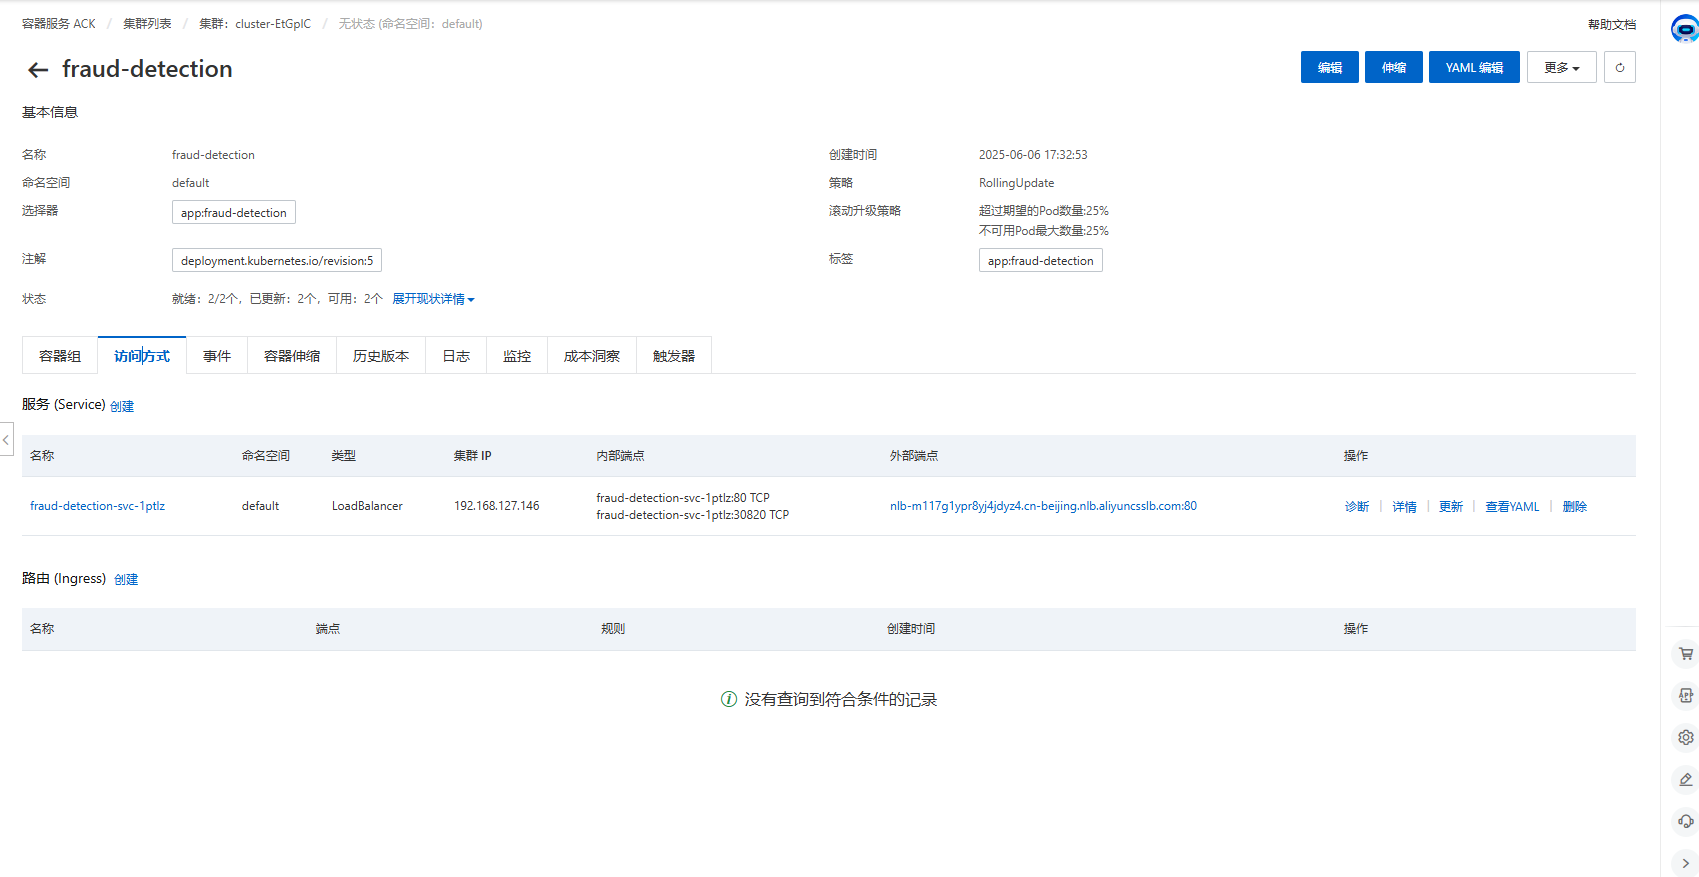 容器服务 ACK / 集群列表 / 集群：cluster-EtGpIC / 无状态 (命名空间：default)
帮助文档
fraud-detection
编辑 伸缩 YAML 编辑 更多
基本信息
名称 fraud-detection 创建时间 2025-06-06 17:32:53
命名空间 default 策略 RollingUpdate
选择器 app:fraud-detection 滚动升级策略 超过期望的Pod数量:25%
不可用Pod最大数量:25%
注解 deployment.kubernetes.io/revision:5 标签 app:fraud-detection
状态 就绪：2/2个，已更新：2个，可用：2个 展开现状详情
容器组 访问方式 事件 容器伸缩 历史版本 日志 监控 成本洞察 触发器
服务 (Service) 创建
名称 命名空间 类型 集群 IP 内部端点 外部端点 操作
fraud-detection-svc-1ptlz default LoadBalancer 192.168.127.146 fraud-detection-svc-1ptlz:80 TCP nlb-m117g1ypr8yj4jdyz4.cn-beijing.nlb.aliyuncsslb.com:80 诊断 | 详情 | 更新 | 查看YAML | 删除
fraud-detection-svc-1ptlz:30820 TCP
路由 (Ingress) 创建
名称 端点 规则 创建时间 操作
没有查询到符合条件的记录